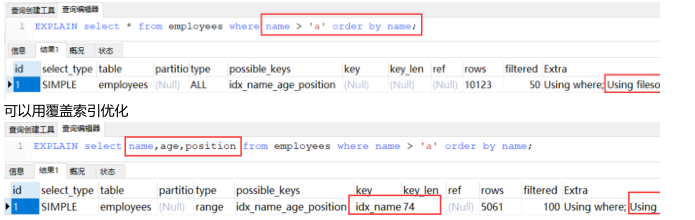 查询创建工具 查询编辑器
1 EXPLAIN select * from employees where name > 'a' order by name;
信息 结果1 概况 状态
id select_type table partitio type possible_keys key key_len ref rows filtered Extra
1 SIMPLE employees (Null) ALL idx_name_age_position (Null) (Null) (Null) 10123 50 Using where; Using fileso
可以用覆盖索引优化
查询创建工具 查询编辑器
1 EXPLAIN select name,age,position from employees where name > 'a' order by name;
信息 结果1 概况 状态
id select_type table partitio type possible_keys key key_len ref rows filtered Extra
1 SIMPLE employees (Null) range idx_name_age_position idx_name 74 (Null) 5061 100 Using where; Using